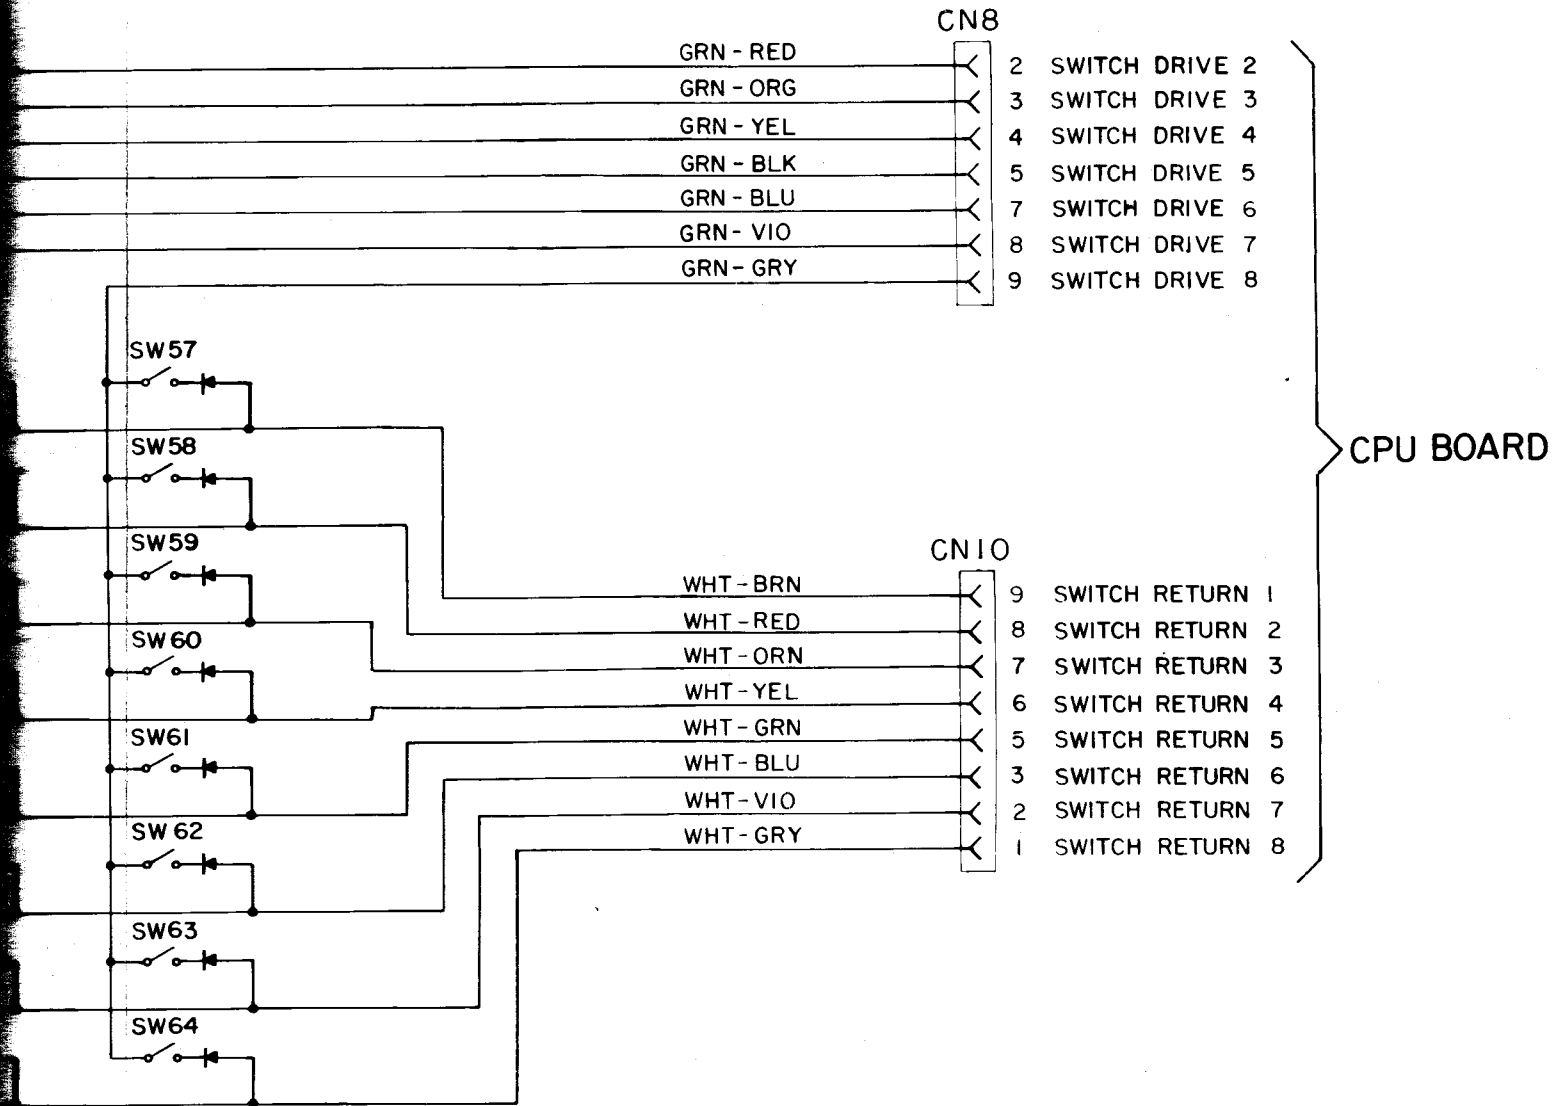 CN8
GRN - RED 2 SWITCH DRIVE 2
GRN - ORG 3 SWITCH DRIVE 3
GRN - YEL 4 SWITCH DRIVE 4
GRN - BLK 5 SWITCH DRIVE 5
GRN - BLU 7 SWITCH DRIVE 6
GRN - VIO 8 SWITCH DRIVE 7
GRN - GRY 9 SWITCH DRIVE 8
SW57
SW58
CPU BOARD
SW59
CN10
WHT - BRN 9 SWITCH RETURN 1
WHT - RED 8 SWITCH RETURN 2
SW60
WHT - ORN 7 SWITCH RETURN 3
WHT - YEL 6 SWITCH RETURN 4
WHT - GRN 5 SWITCH RETURN 5
SW61
WHT - BLU 3 SWITCH RETURN 6
WHT - VIO 2 SWITCH RETURN 7
SW62
WHT - GRY 1 SWITCH RETURN 8
SW63
SW64